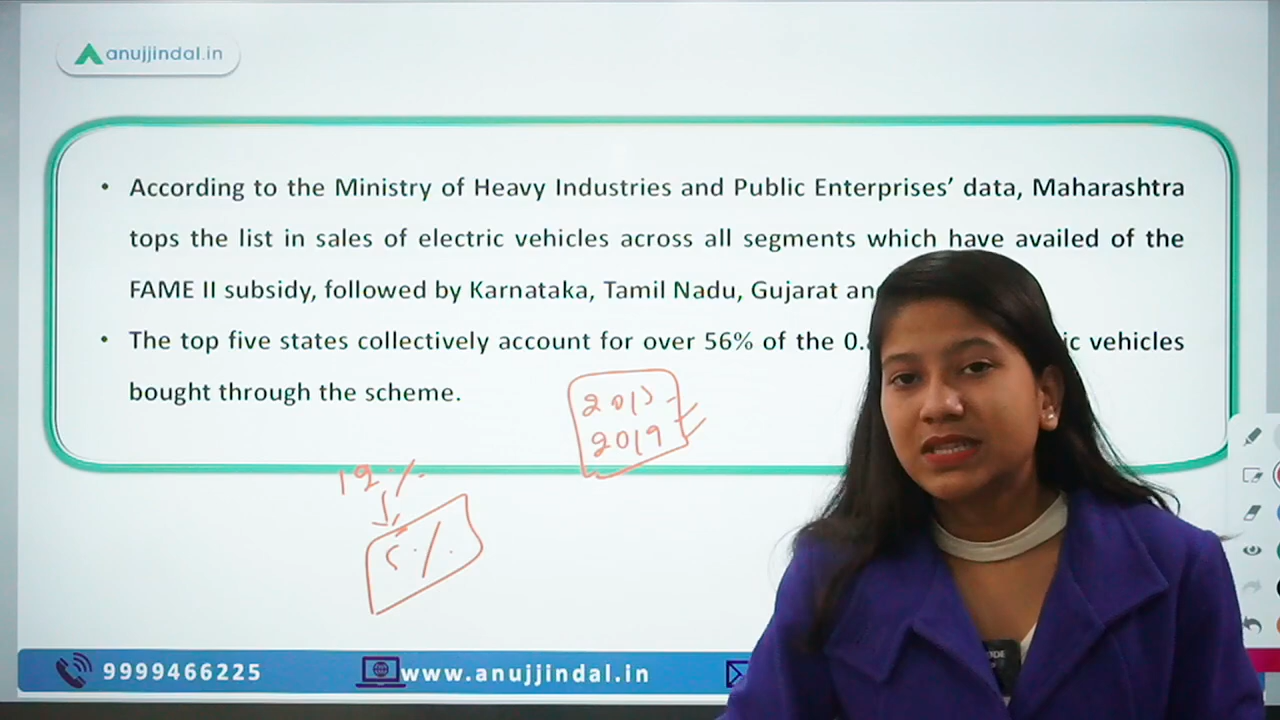 anujjindal.in
• According to the Ministry of Heavy Industries and Public Enterprises’ data, Maharashtra
tops the list in sales of electric vehicles across all segments which have availed of the
FAME II subsidy, followed by Karnataka, Tamil Nadu, Gujarat
• The top five states collectively account for over 56% of the vehicles
bought through the scheme.
2013
2019
12%
5%
9999466225
www.anujjindal.in